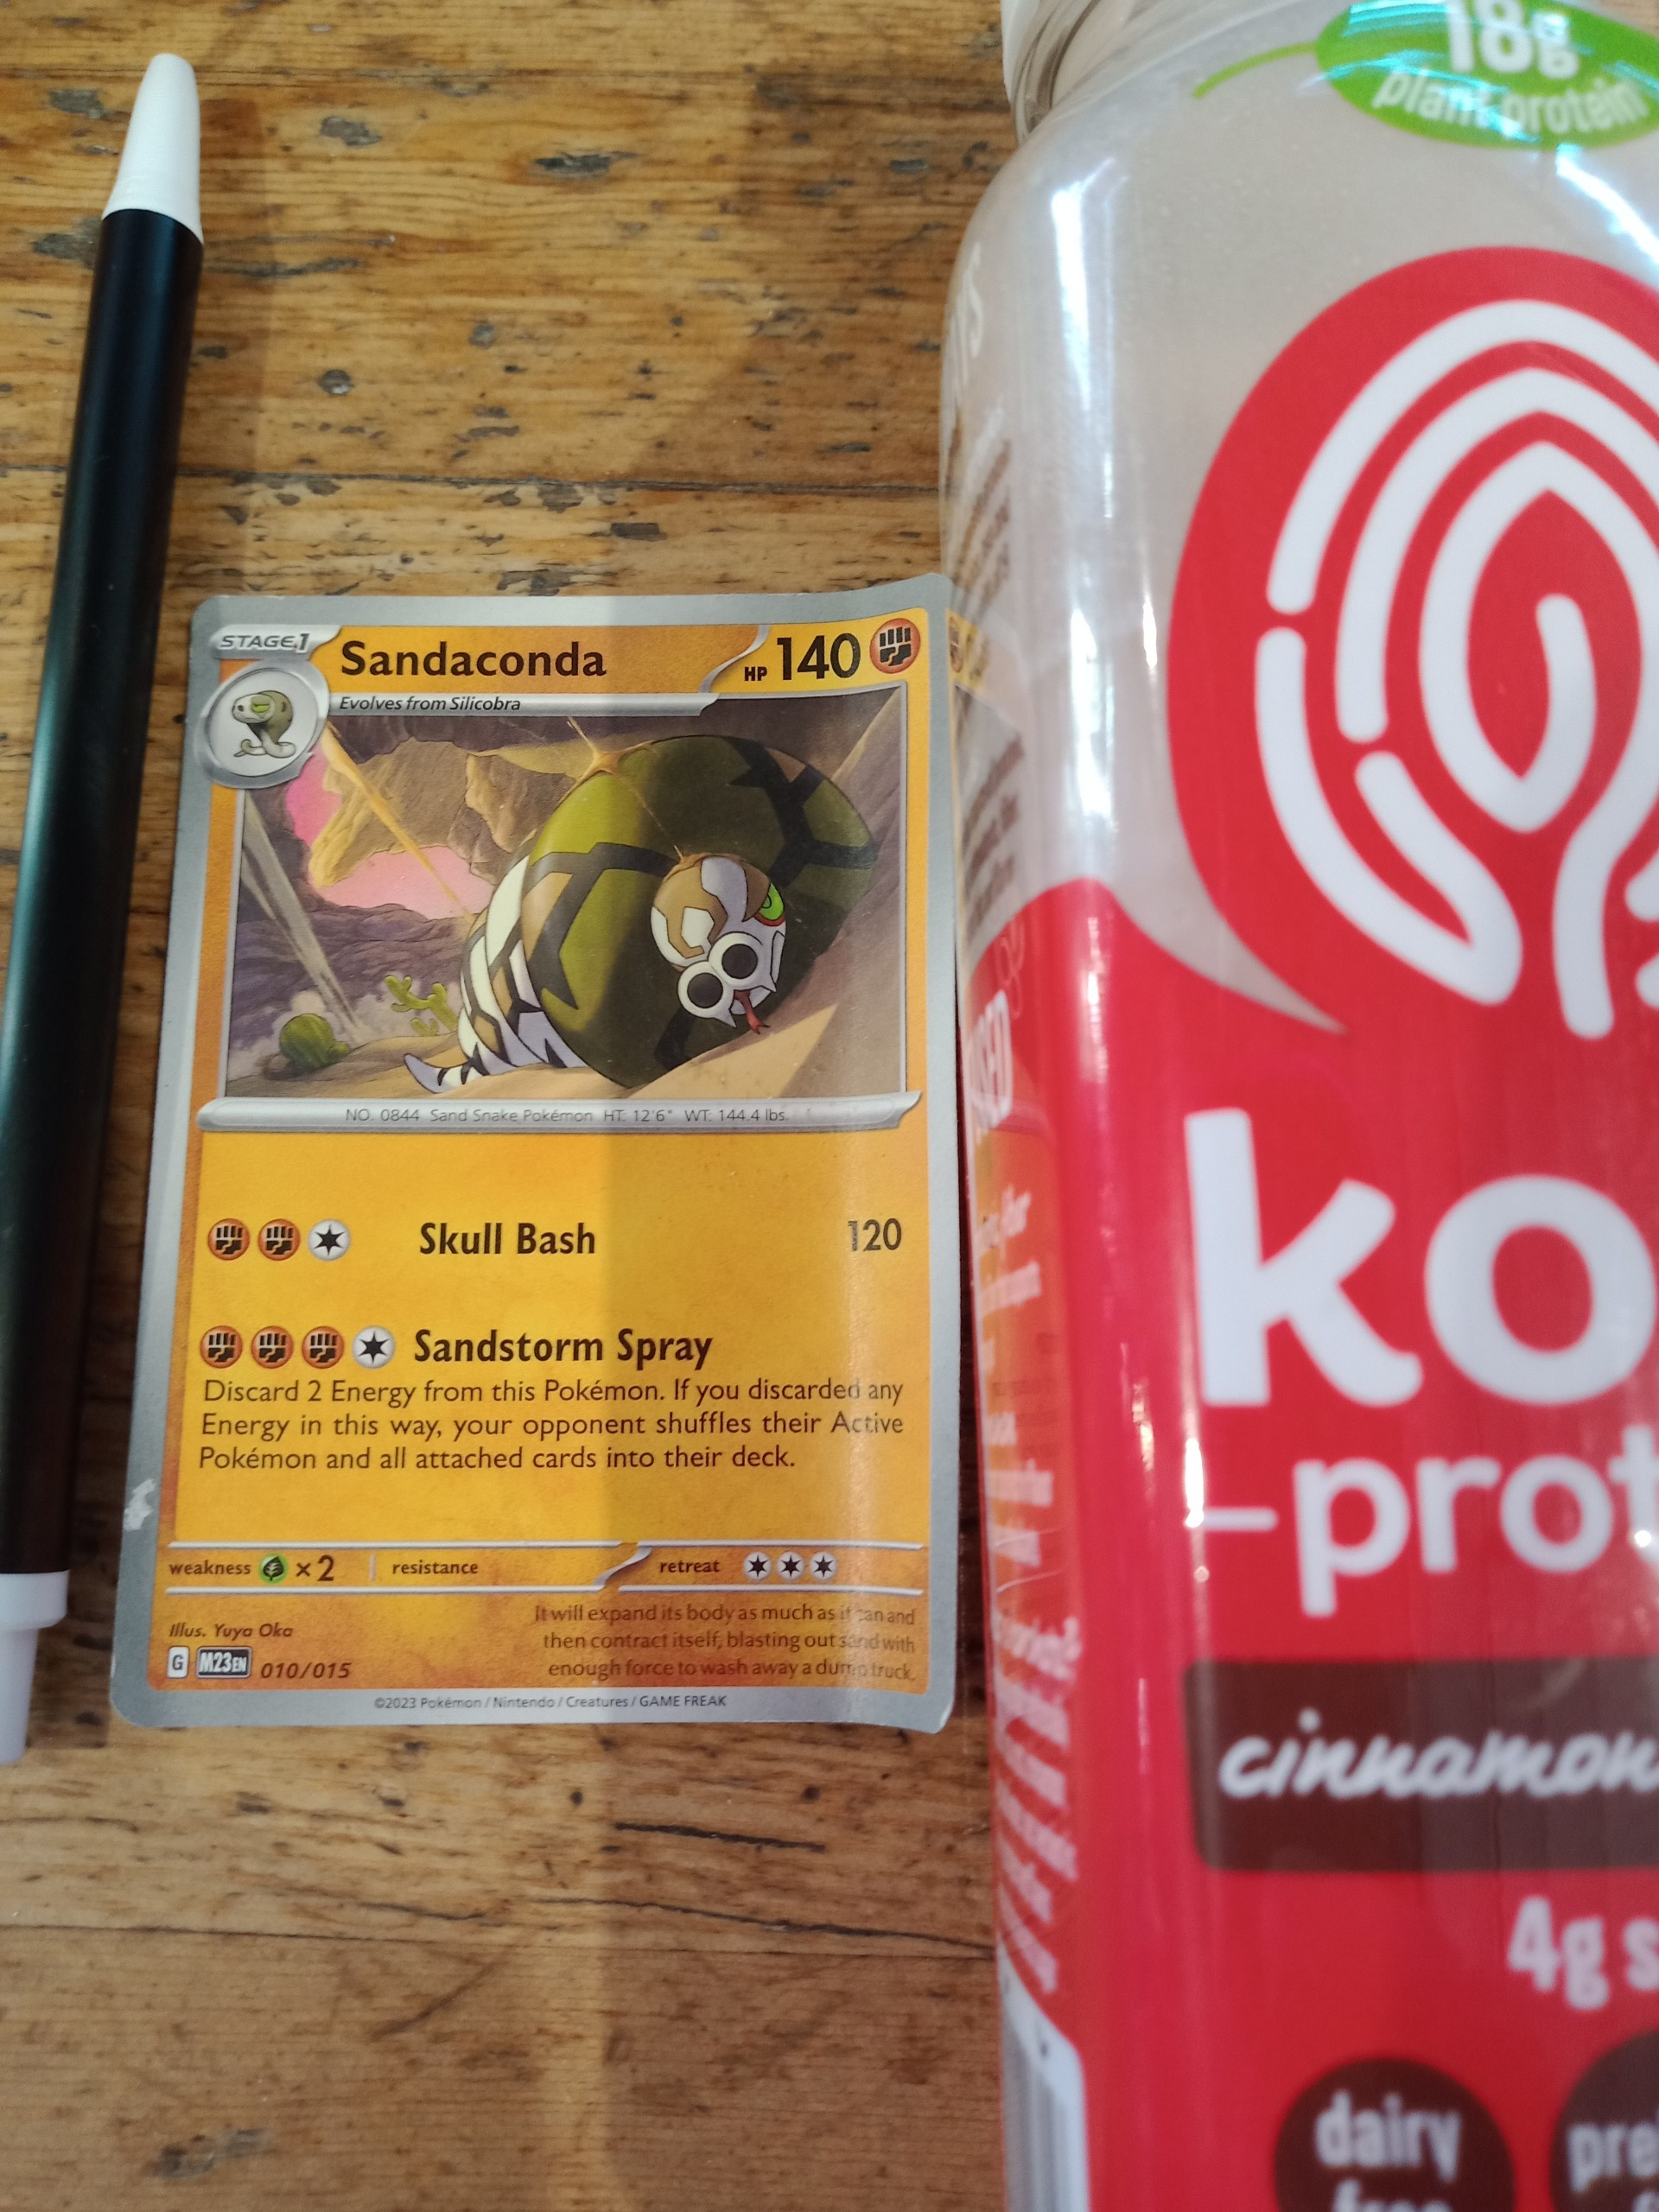 18g
plant protein
STAGE 1
Sandaconda
HP 140
Evolves from Silicobra
NO. 0844 Sand Snake Pokémon HT: 12'6" WT: 144.4 lbs.
Skull Bash 120
Sandstorm Spray
Discard 2 Energy from this Pokémon. If you discarded any
Energy in this way, your opponent shuffles their Active
Pokémon and all attached cards into their deck.
weakness ×2 resistance retreat
Illus. Yuya Oka
G M23 EN 010/015
It will expand its body as much as it can and
then contract itself, blasting out sand with
enough force to wash away a dump truck.
©2023 Pokémon / Nintendo / Creatures / GAME FREAK
ko
-prot
cinnamon
4g s
dairy
free
pre